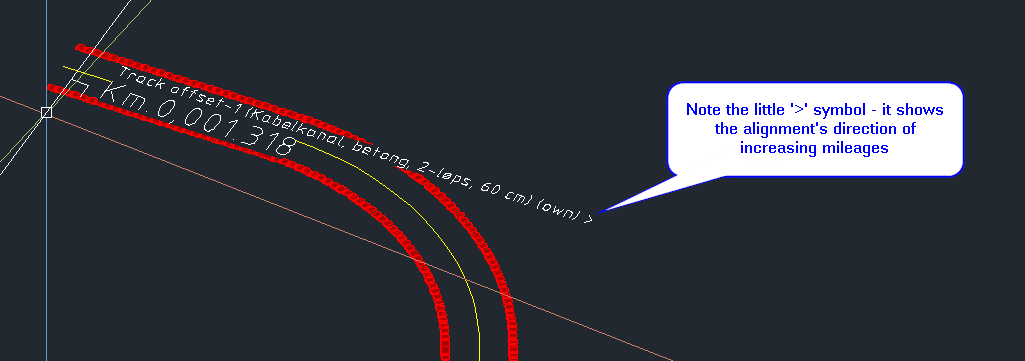 Track offset-1 (Kabelkanal, betong, 2-løps, 60 cm) (own) >
Km.0,001.318
Note the little '>' symbol - it shows
the alignment's direction of
increasing mileages